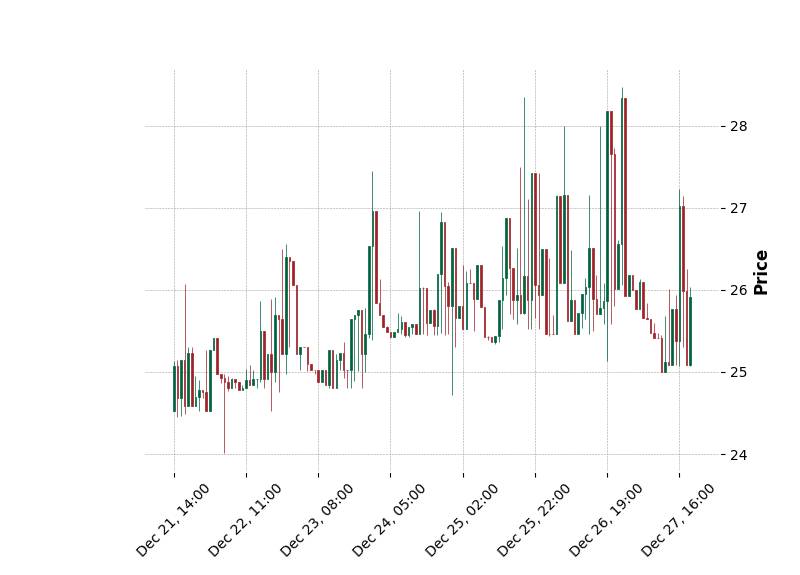 28
27
26
25
24
Price
Dec 21, 14:00
Dec 22, 11:00
Dec 23, 08:00
Dec 24, 05:00
Dec 25, 02:00
Dec 25, 22:00
Dec 26, 19:00
Dec 27, 16:00